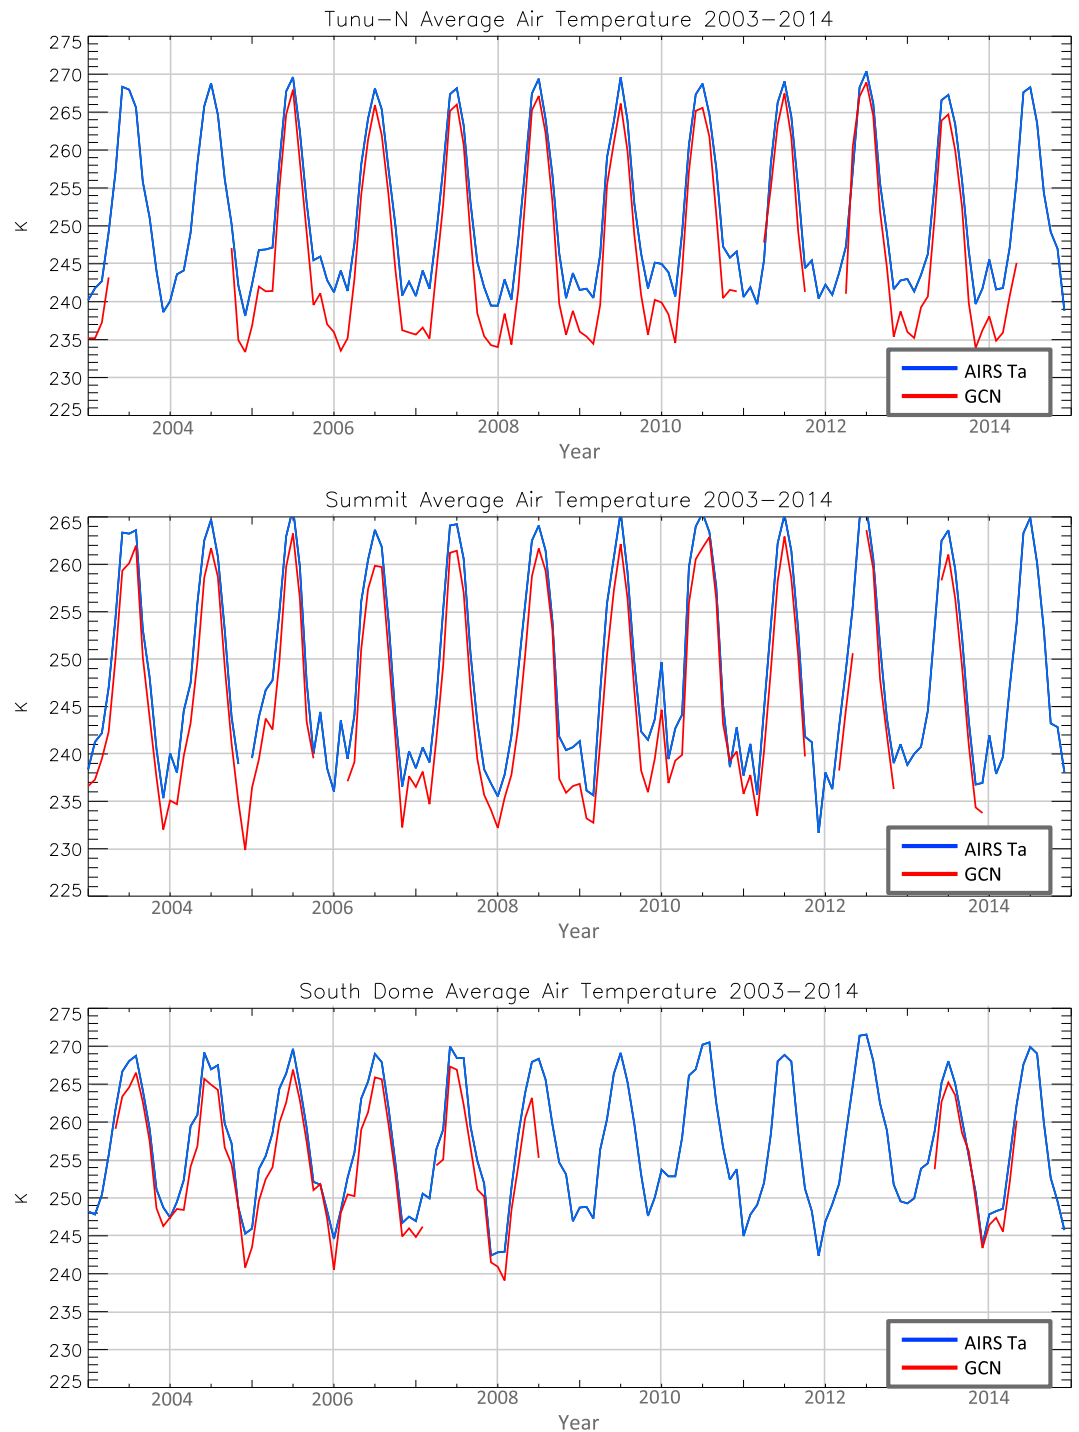 Tunu-N Average Air Temperature 2003-2014
275
270
265
260
255
250
245
240
235
230
225
K
AIRS Ta
GCN
2004 2006 2008 2010 2012 2014
Year
Summit Average Air Temperature 2003-2014
265
260
255
250
245
240
235
230
225
K
AIRS Ta
GCN
2004 2006 2008 2010 2012 2014
Year
South Dome Average Air Temperature 2003-2014
275
270
265
260
255
250
245
240
235
230
225
K
AIRS Ta
GCN
2004 2006 2008 2010 2012 2014
Year